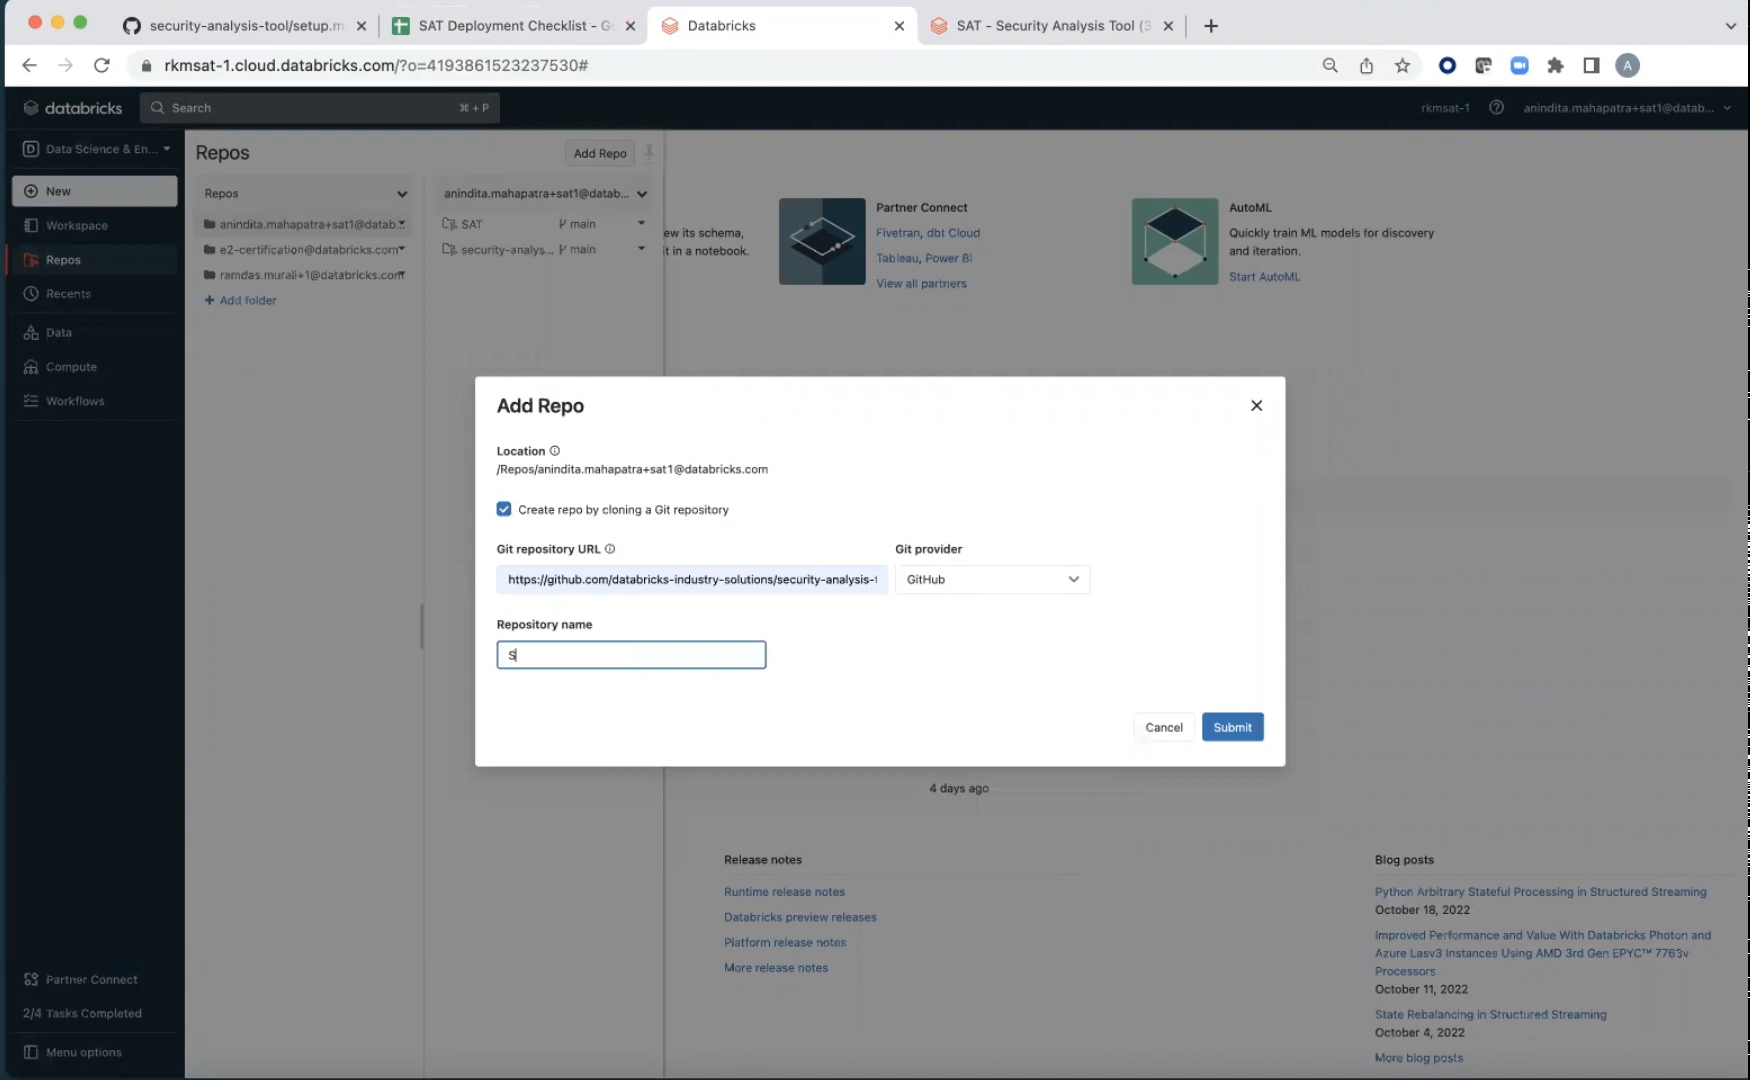 security-analysis-tool/setup.m
SAT Deployment Checklist - G
Databricks
SAT - Security Analysis Tool (3
rkmsat-1.cloud.databricks.com/?o=4193861523237530#
A
databricks
Search
⌘ + P
rkmsat-1
anindita.mahapatra+sat1@datab...
D Data Science & En...
New
Workspace
Repos
Recents
Data
Compute
Workflows
Partner Connect
2/4 Tasks Completed
Menu options
Repos
Add Repo
Repos
anindita.mahapatra+sat1@datab...
e2-certification@databricks.com
ramdas.murali+1@databricks.com
+ Add folder
anindita.mahapatra+sat1@datab...
SAT main
security-analys... main
ew its schema,
it in a notebook.
Partner Connect
Fivetran, dbt Cloud
Tableau, Power BI
View all partners
AutoML
Quickly train ML models for discovery
and iteration.
Start AutoML
Add Repo
Location
/Repos/anindita.mahapatra+sat1@databricks.com
Create repo by cloning a Git repository
Git repository URL
https://github.com/databricks-industry-solutions/security-analysis-t
Git provider
GitHub
Repository name
S
Cancel
Submit
4 days ago
Release notes
Runtime release notes
Databricks preview releases
Platform release notes
More release notes
Blog posts
Python Arbitrary Stateful Processing in Structured Streaming
October 18, 2022
Improved Performance and Value With Databricks Photon and
Azure Lasv3 Instances Using AMD 3rd Gen EPYC™ 7763v
Processors
October 11, 2022
State Rebalancing in Structured Streaming
October 4, 2022
More blog posts